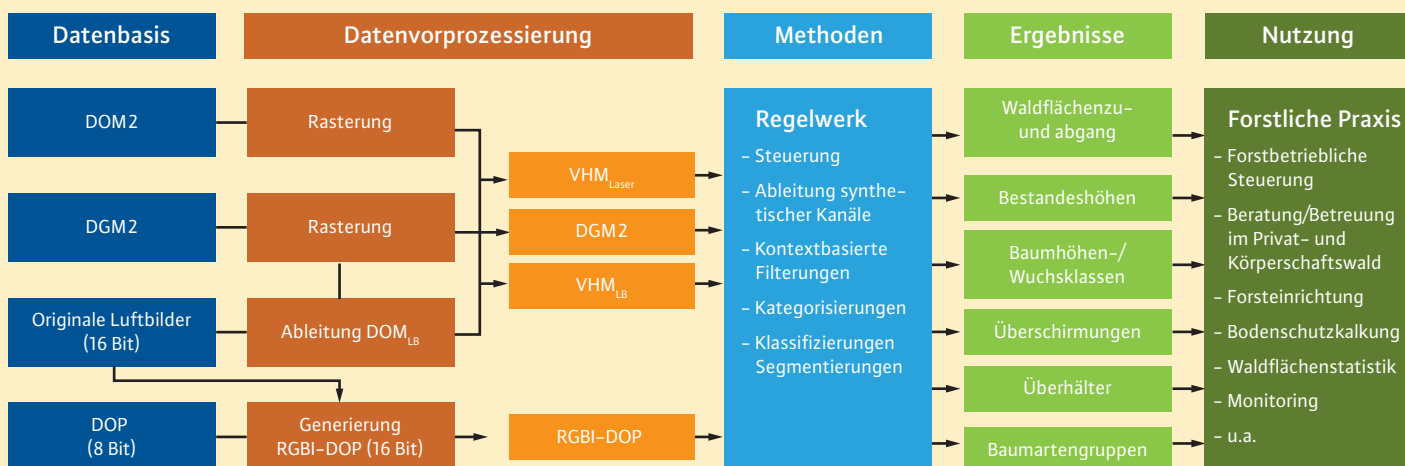 Datenbasis
Datenvorprozessierung
Methoden
Ergebnisse
Nutzung
DOM2
Rasterung
DGM2
Rasterung
Originale Luftbilder
(16 Bit)
Ableitung DOM_LB
DOP
(8 Bit)
Generierung
RGBI-DOP (16 Bit)
VHM_Laser
DGM2
VHM_LB
RGBI-DOP
Regelwerk
– Steuerung
– Ableitung synthe-
tischer Kanäle
– Kontextbasierte
Filterungen
– Kategorisierungen
– Klassifizierungen
Segmentierungen
Waldflächenzu-
und abgang
Bestandeshöhen
Baumhöhen-/
Wuchsklassen
Überschirmungen
Überhälter
Baumartengruppen
Forstliche Praxis
– Forstbetriebliche
Steuerung
– Beratung/Betreuung
im Privat- und
Körperschaftswald
– Forsteinrichtung
– Bodenschutzkalkung
– Waldflächenstatistik
– Monitoring
– u.a.